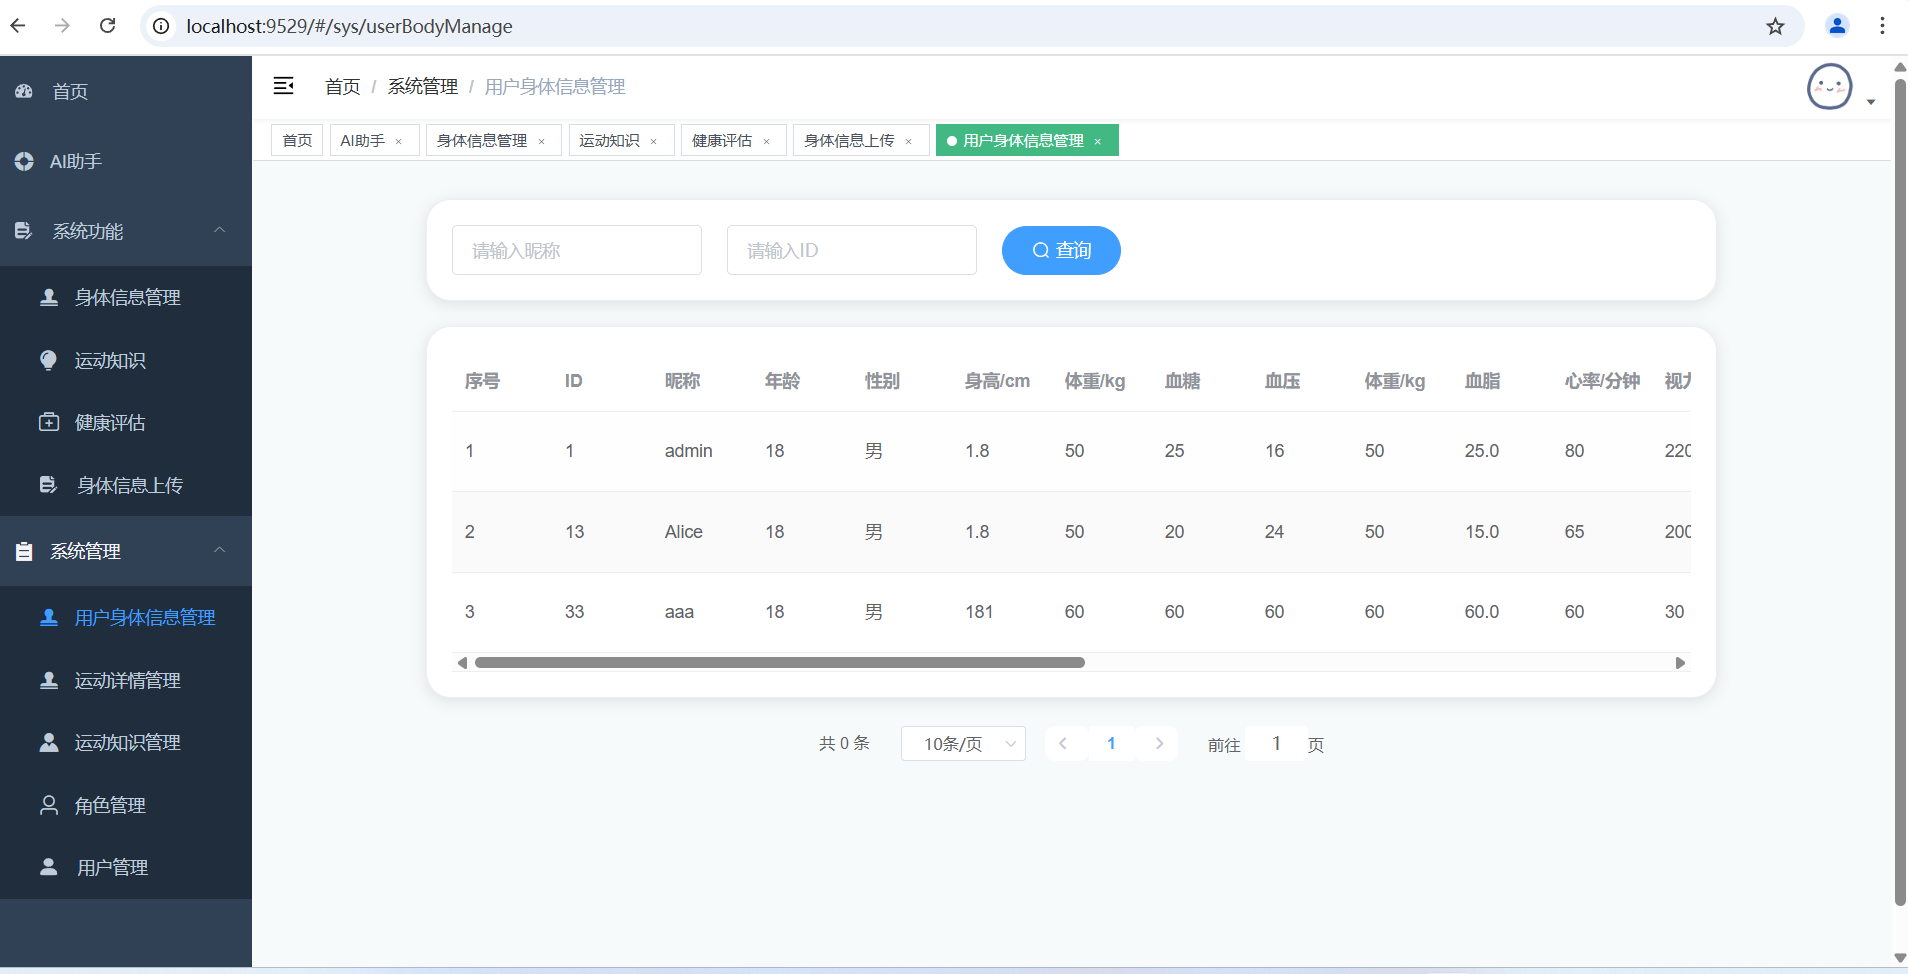 localhost:9529/#/sys/userBodyManage
首页
AI助手
系统功能
身体信息管理
运动知识
健康评估
身体信息上传
系统管理
用户身体信息管理
运动详情管理
运动知识管理
角色管理
用户管理
首页 / 系统管理 / 用户身体信息管理
首页 AI助手 × 身体信息管理 × 运动知识 × 健康评估 × 身体信息上传 × 用户身体信息管理 ×
请输入昵称 请输入ID 查询
序号 ID 昵称 年龄 性别 身高/cm 体重/kg 血糖 血压 体重/kg 血脂 心率/分钟 视力
1 1 admin 18 男 1.8 50 25 16 50 25.0 80 220
2 13 Alice 18 男 1.8 50 20 24 50 15.0 65 200
3 33 aaa 18 男 181 60 60 60 60 60.0 60 30
共 0 条 10条/页 1 前往 1 页